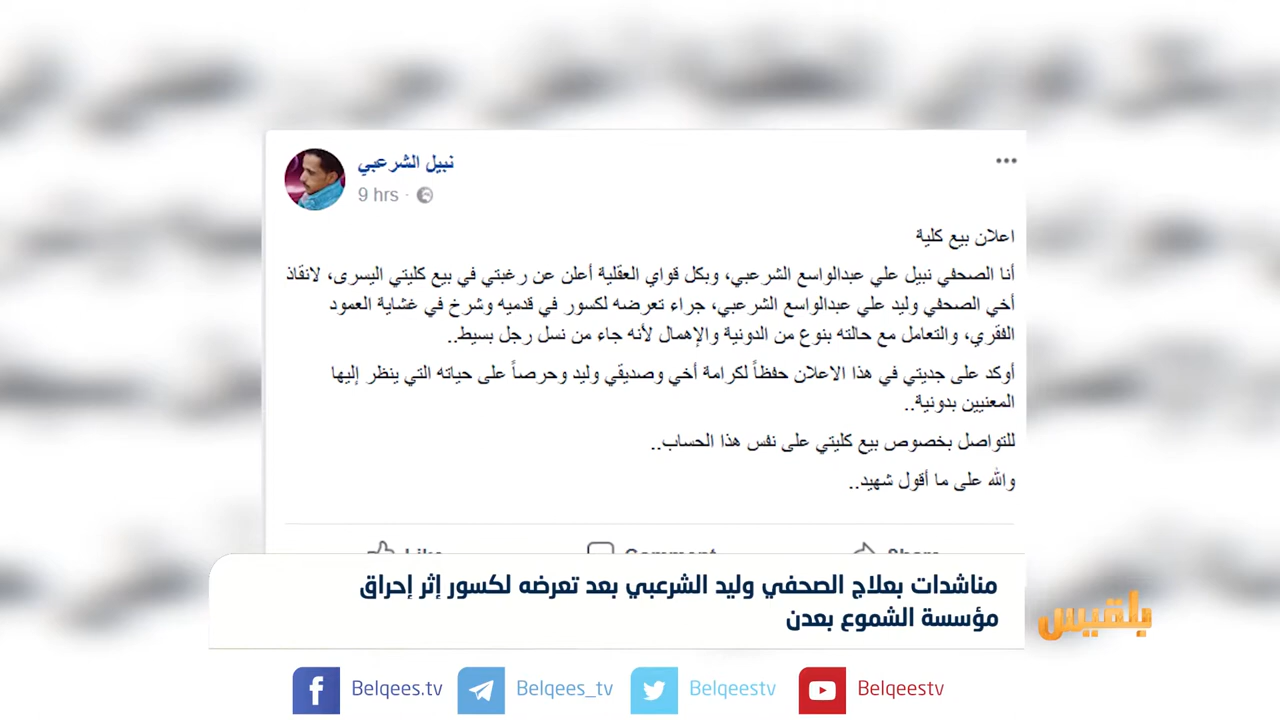 نبيل الشرعبي
9 hrs ·
اعلان بيع كلية
أنا الصحفي نبيل علي عبدالواسع الشرعبي، وبكل قواي العقلية أعلن عن رغبتي في بيع كليتي اليسرى، لانقاذ
أخي الصحفي وليد علي عبدالواسع الشرعبي، جراء تعرضه لكسور في قدميه وشرخ في غشاية العمود
الفقري، والتعامل مع حالته بنوع من الدونية والإهمال لأنه جاء من نسل رجل بسيط..
أوكد على جديتي في هذا الاعلان حفظاً لكرامة أخي وصديقي وليد وحرصاً على حياته التي ينظر إليها
المعنيين بدونية..
للتواصل بخصوص بيع كليتي على نفس هذا الحساب..
والله على ما أقول شهيد..
Like Comment Share
مناشدات بعلاج الصحفي وليد الشرعبي بعد تعرضه لكسور إثر إحراق
مؤسسة الشموع بعدن
بلقيس
Belqees.tv Belqees_tv Belqeestv Belqeestv